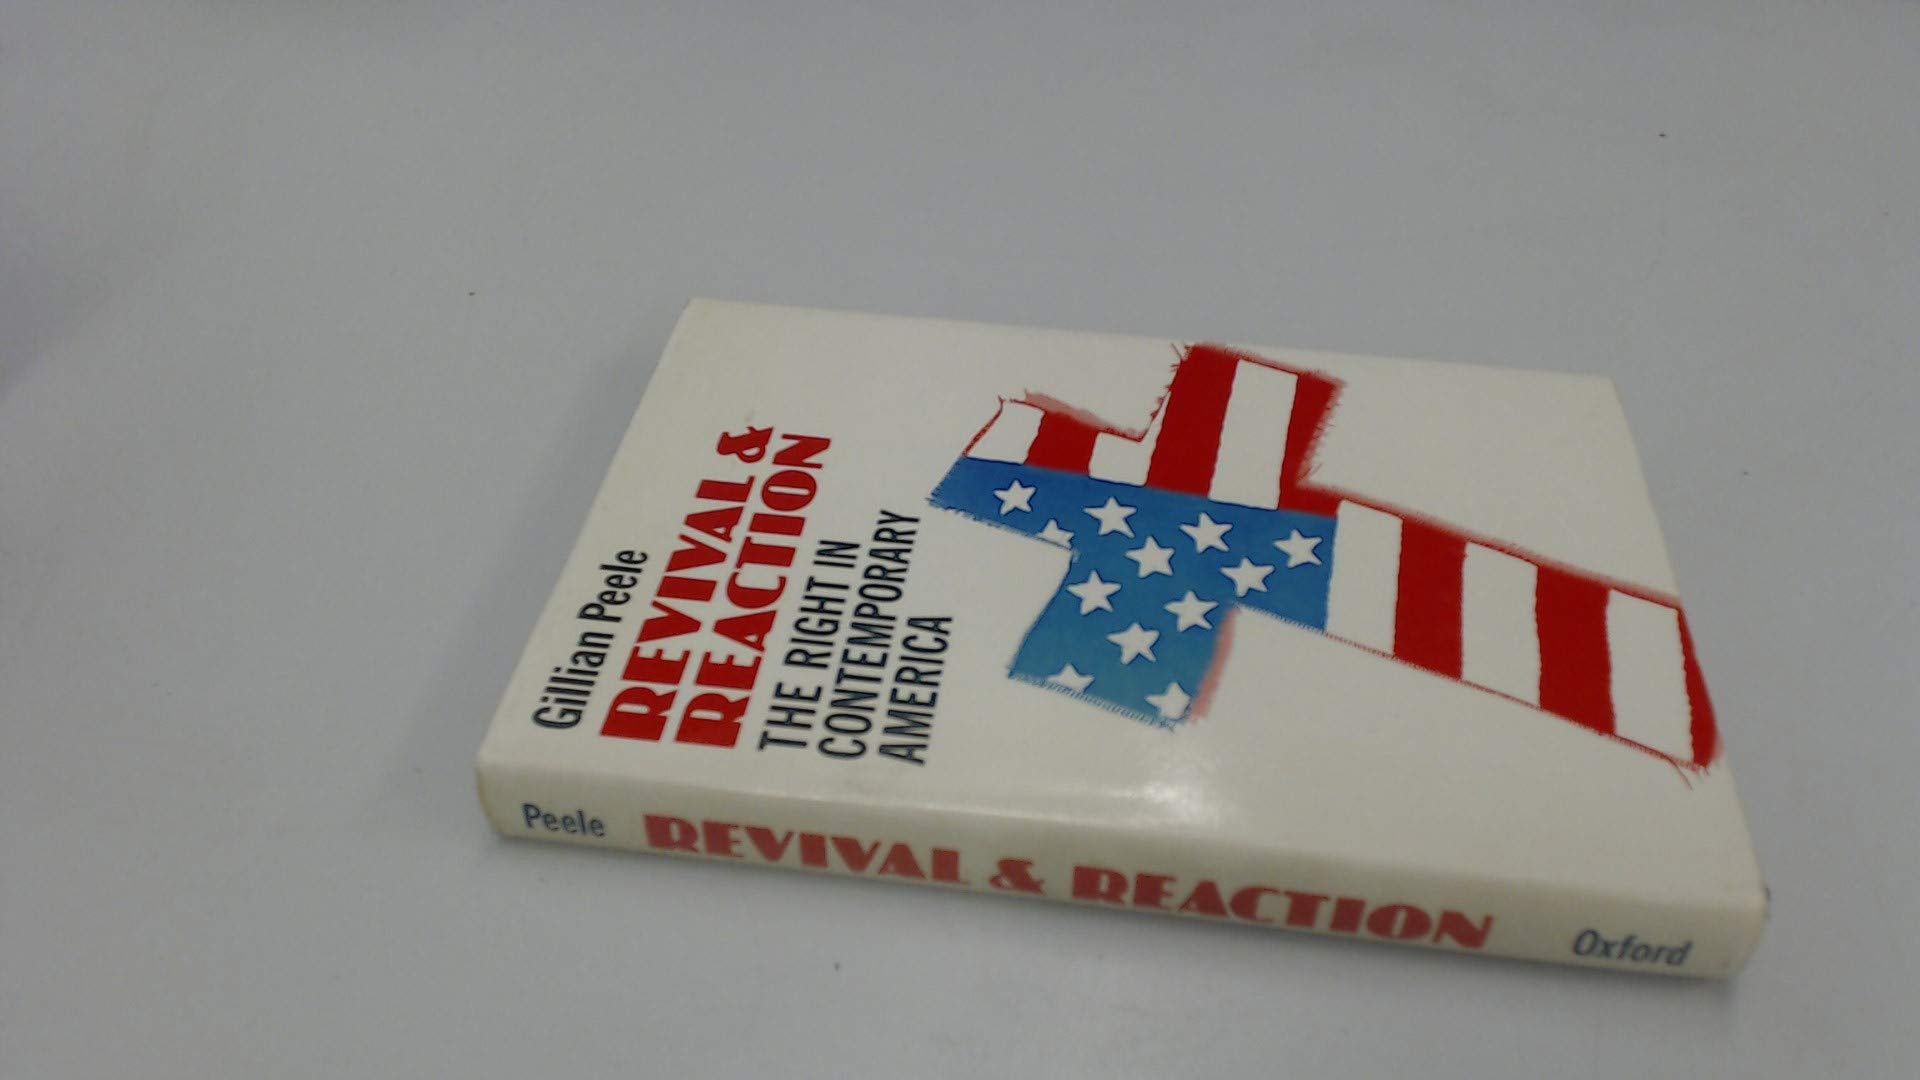 Gillian Peele
REVIVAL &
REACTION
THE RIGHT IN
CONTEMPORARY
AMERICA
Peele REVIVAL & REACTION Oxford